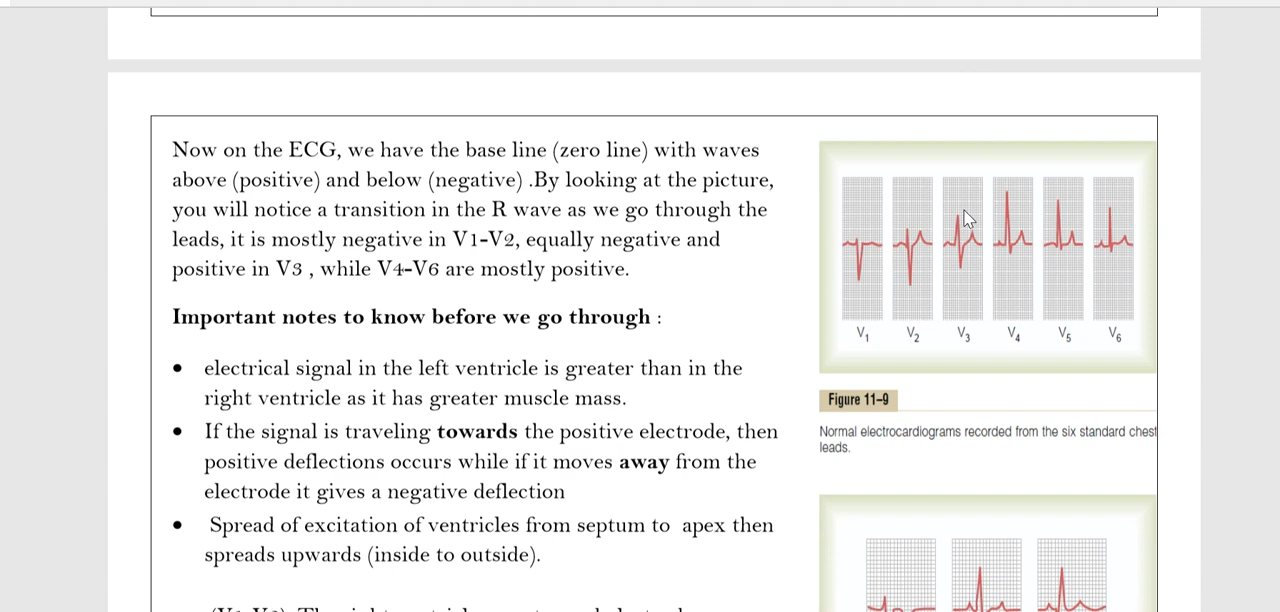 Now on the ECG, we have the base line (zero line) with waves
above (positive) and below (negative) .By looking at the picture,
you will notice a transition in the R wave as we go through the
leads, it is mostly negative in V1-V2, equally negative and
positive in V3 , while V4-V6 are mostly positive.
Important notes to know before we go through :
• electrical signal in the left ventricle is greater than in the
right ventricle as it has greater muscle mass.
• If the signal is traveling towards the positive electrode, then
positive deflections occurs while if it moves away from the
electrode it gives a negative deflection
• Spread of excitation of ventricles from septum to apex then
spreads upwards (inside to outside).
V1 V2 V3 V4 V5 V6
Figure 11–9
Normal electrocardiograms recorded from the six standard chest
leads.